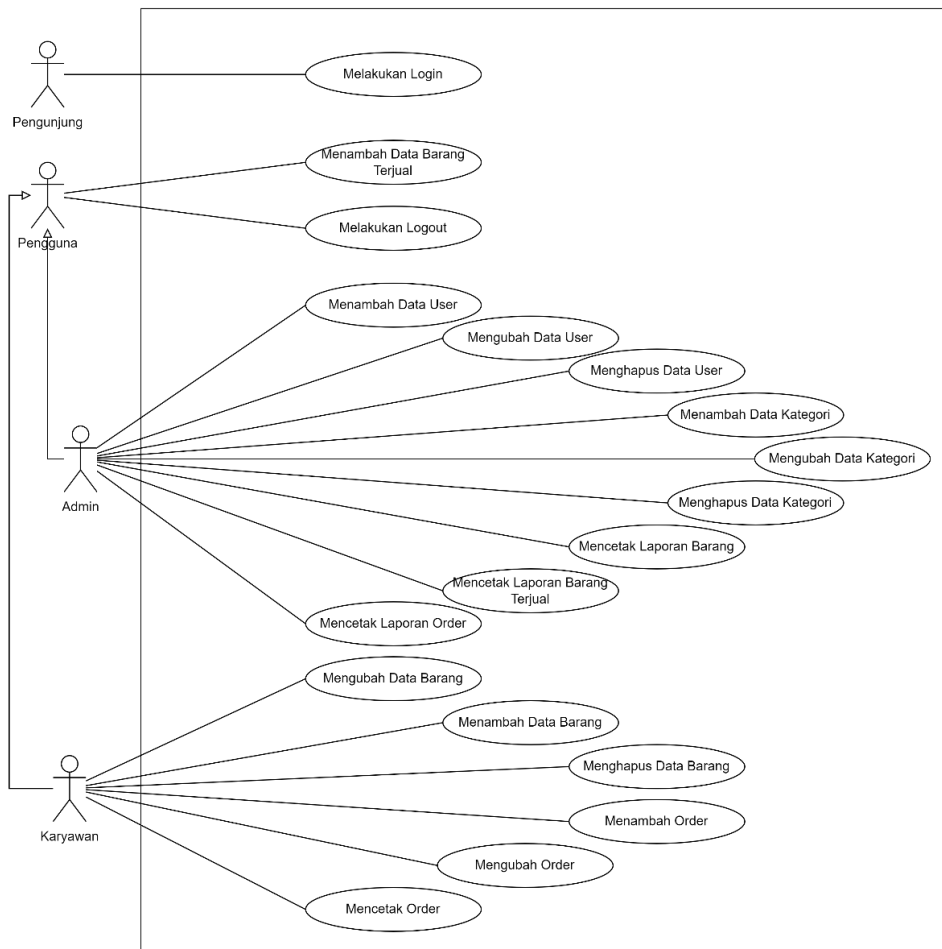 Melakukan Login
Pengunjung
Menambah Data Barang
Terjual
Melakukan Logout
Pengguna
Menambah Data User
Mengubah Data User
Menghapus Data User
Menambah Data Kategori
Mengubah Data Kategori
Menghapus Data Kategori
Admin
Mencetak Laporan Barang
Mencetak Laporan Barang
Terjual
Mencetak Laporan Order
Mengubah Data Barang
Menambah Data Barang
Menghapus Data Barang
Menambah Order
Karyawan
Mengubah Order
Mencetak Order